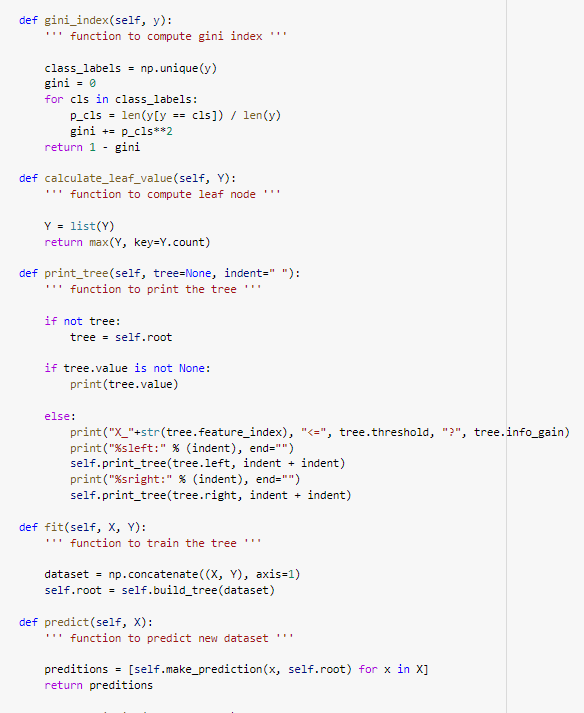 def gini_index(self, y):
''' function to compute gini index '''
class_labels = np.unique(y)
gini = 0
for cls in class_labels:
p_cls = len(y[y == cls]) / len(y)
gini += p_cls**2
return 1 - gini
def calculate_leaf_value(self, Y):
''' function to compute leaf node '''
Y = list(Y)
return max(Y, key=Y.count)
def print_tree(self, tree=None, indent=" "):
''' function to print the tree '''
if not tree:
tree = self.root
if tree.value is not None:
print(tree.value)
else:
print("X_"+str(tree.feature_index), "<=", tree.threshold, "?", tree.info_gain)
print("%sleft:" % (indent), end="")
self.print_tree(tree.left, indent + indent)
print("%sright:" % (indent), end="")
self.print_tree(tree.right, indent + indent)
def fit(self, X, Y):
''' function to train the tree '''
dataset = np.concatenate((X, Y), axis=1)
self.root = self.build_tree(dataset)
def predict(self, X):
''' function to predict new dataset '''
preditions = [self.make_prediction(x, self.root) for x in X]
return preditions